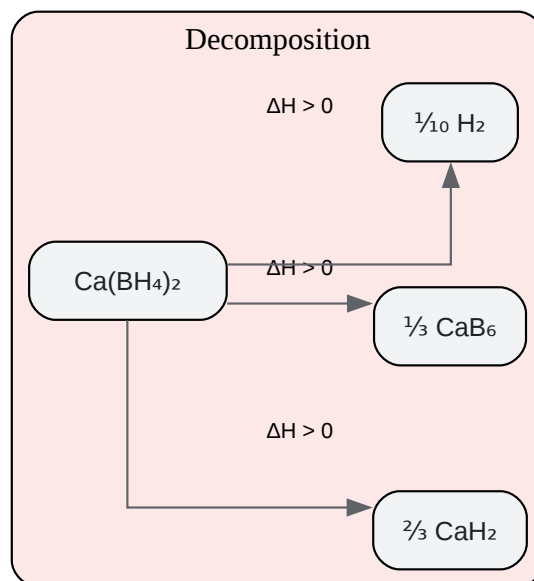 Decomposition
ΔH > 0
⅒ H₂
Ca(BH₄)₂
ΔH > 0
⅓ CaB₆
ΔH > 0
⅔ CaH₂